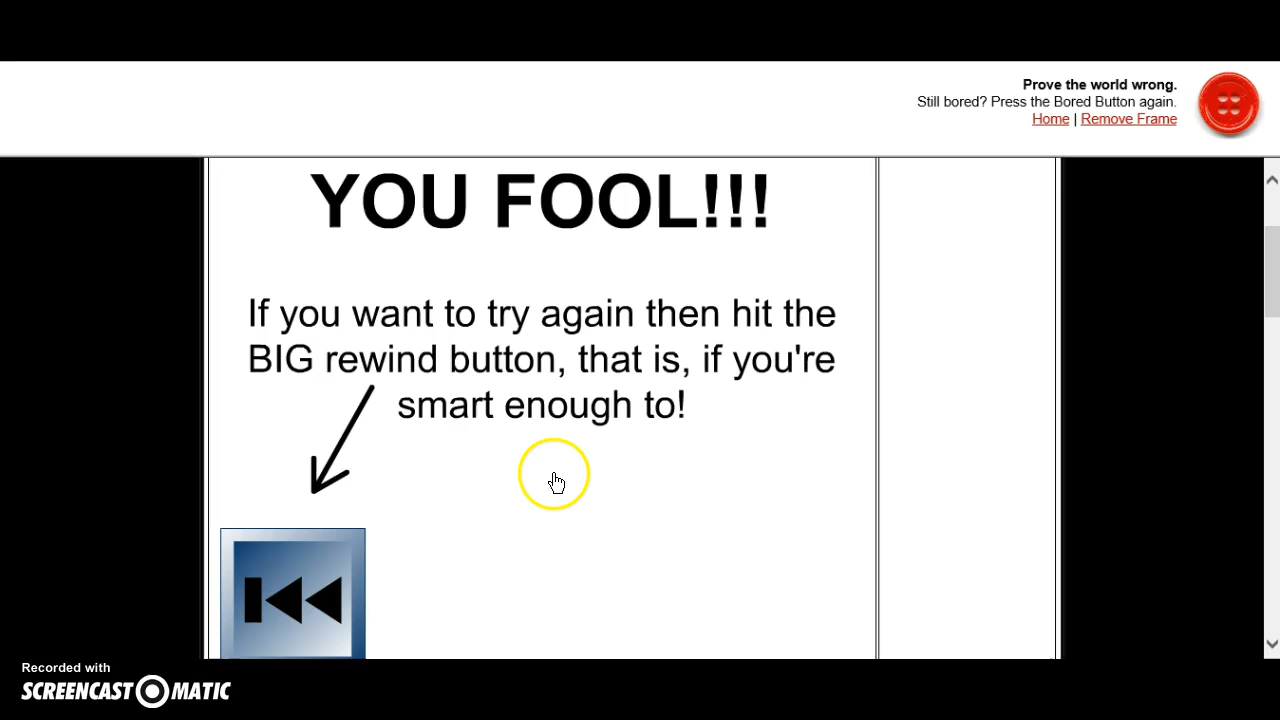 Prove the world wrong.
Still bored? Press the Bored Button again.
Home | Remove Frame
YOU FOOL!!!
If you want to try again then hit the
BIG rewind button, that is, if you're
smart enough to!
Recorded with
SCREENCAST MATIC